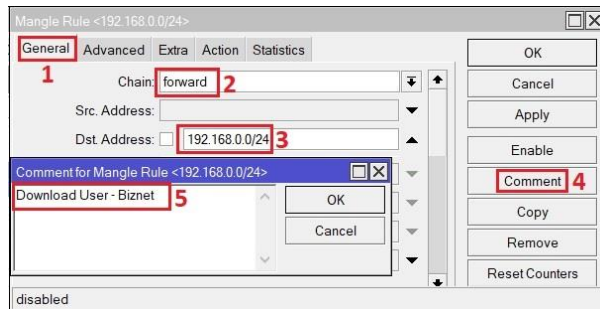 Mangle Rule <192.168.0.0/24>
General Advanced Extra Action Statistics
1
OK
Chain: forward 2
Cancel
Src. Address:
Apply
Dst. Address: 192.168.0.0/24 3
Enable
Comment for Mangle Rule <192.168.0.0/24>
Comment 4
Download User - Biznet 5
OK
Copy
Cancel
Remove
Reset Counters
disabled